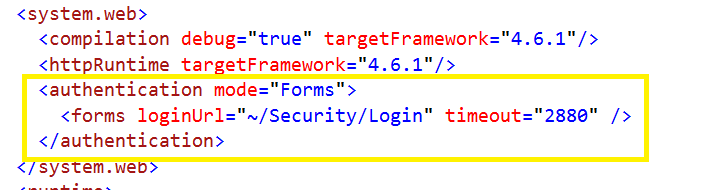 <system.web>
<compilation debug="true" targetFramework="4.6.1"/>
<httpRuntime targetFramework="4.6.1"/>
<authentication mode="Forms">
<forms loginUrl="~/Security/Login" timeout="2880" />
</authentication>
</system.web>
<runtime>